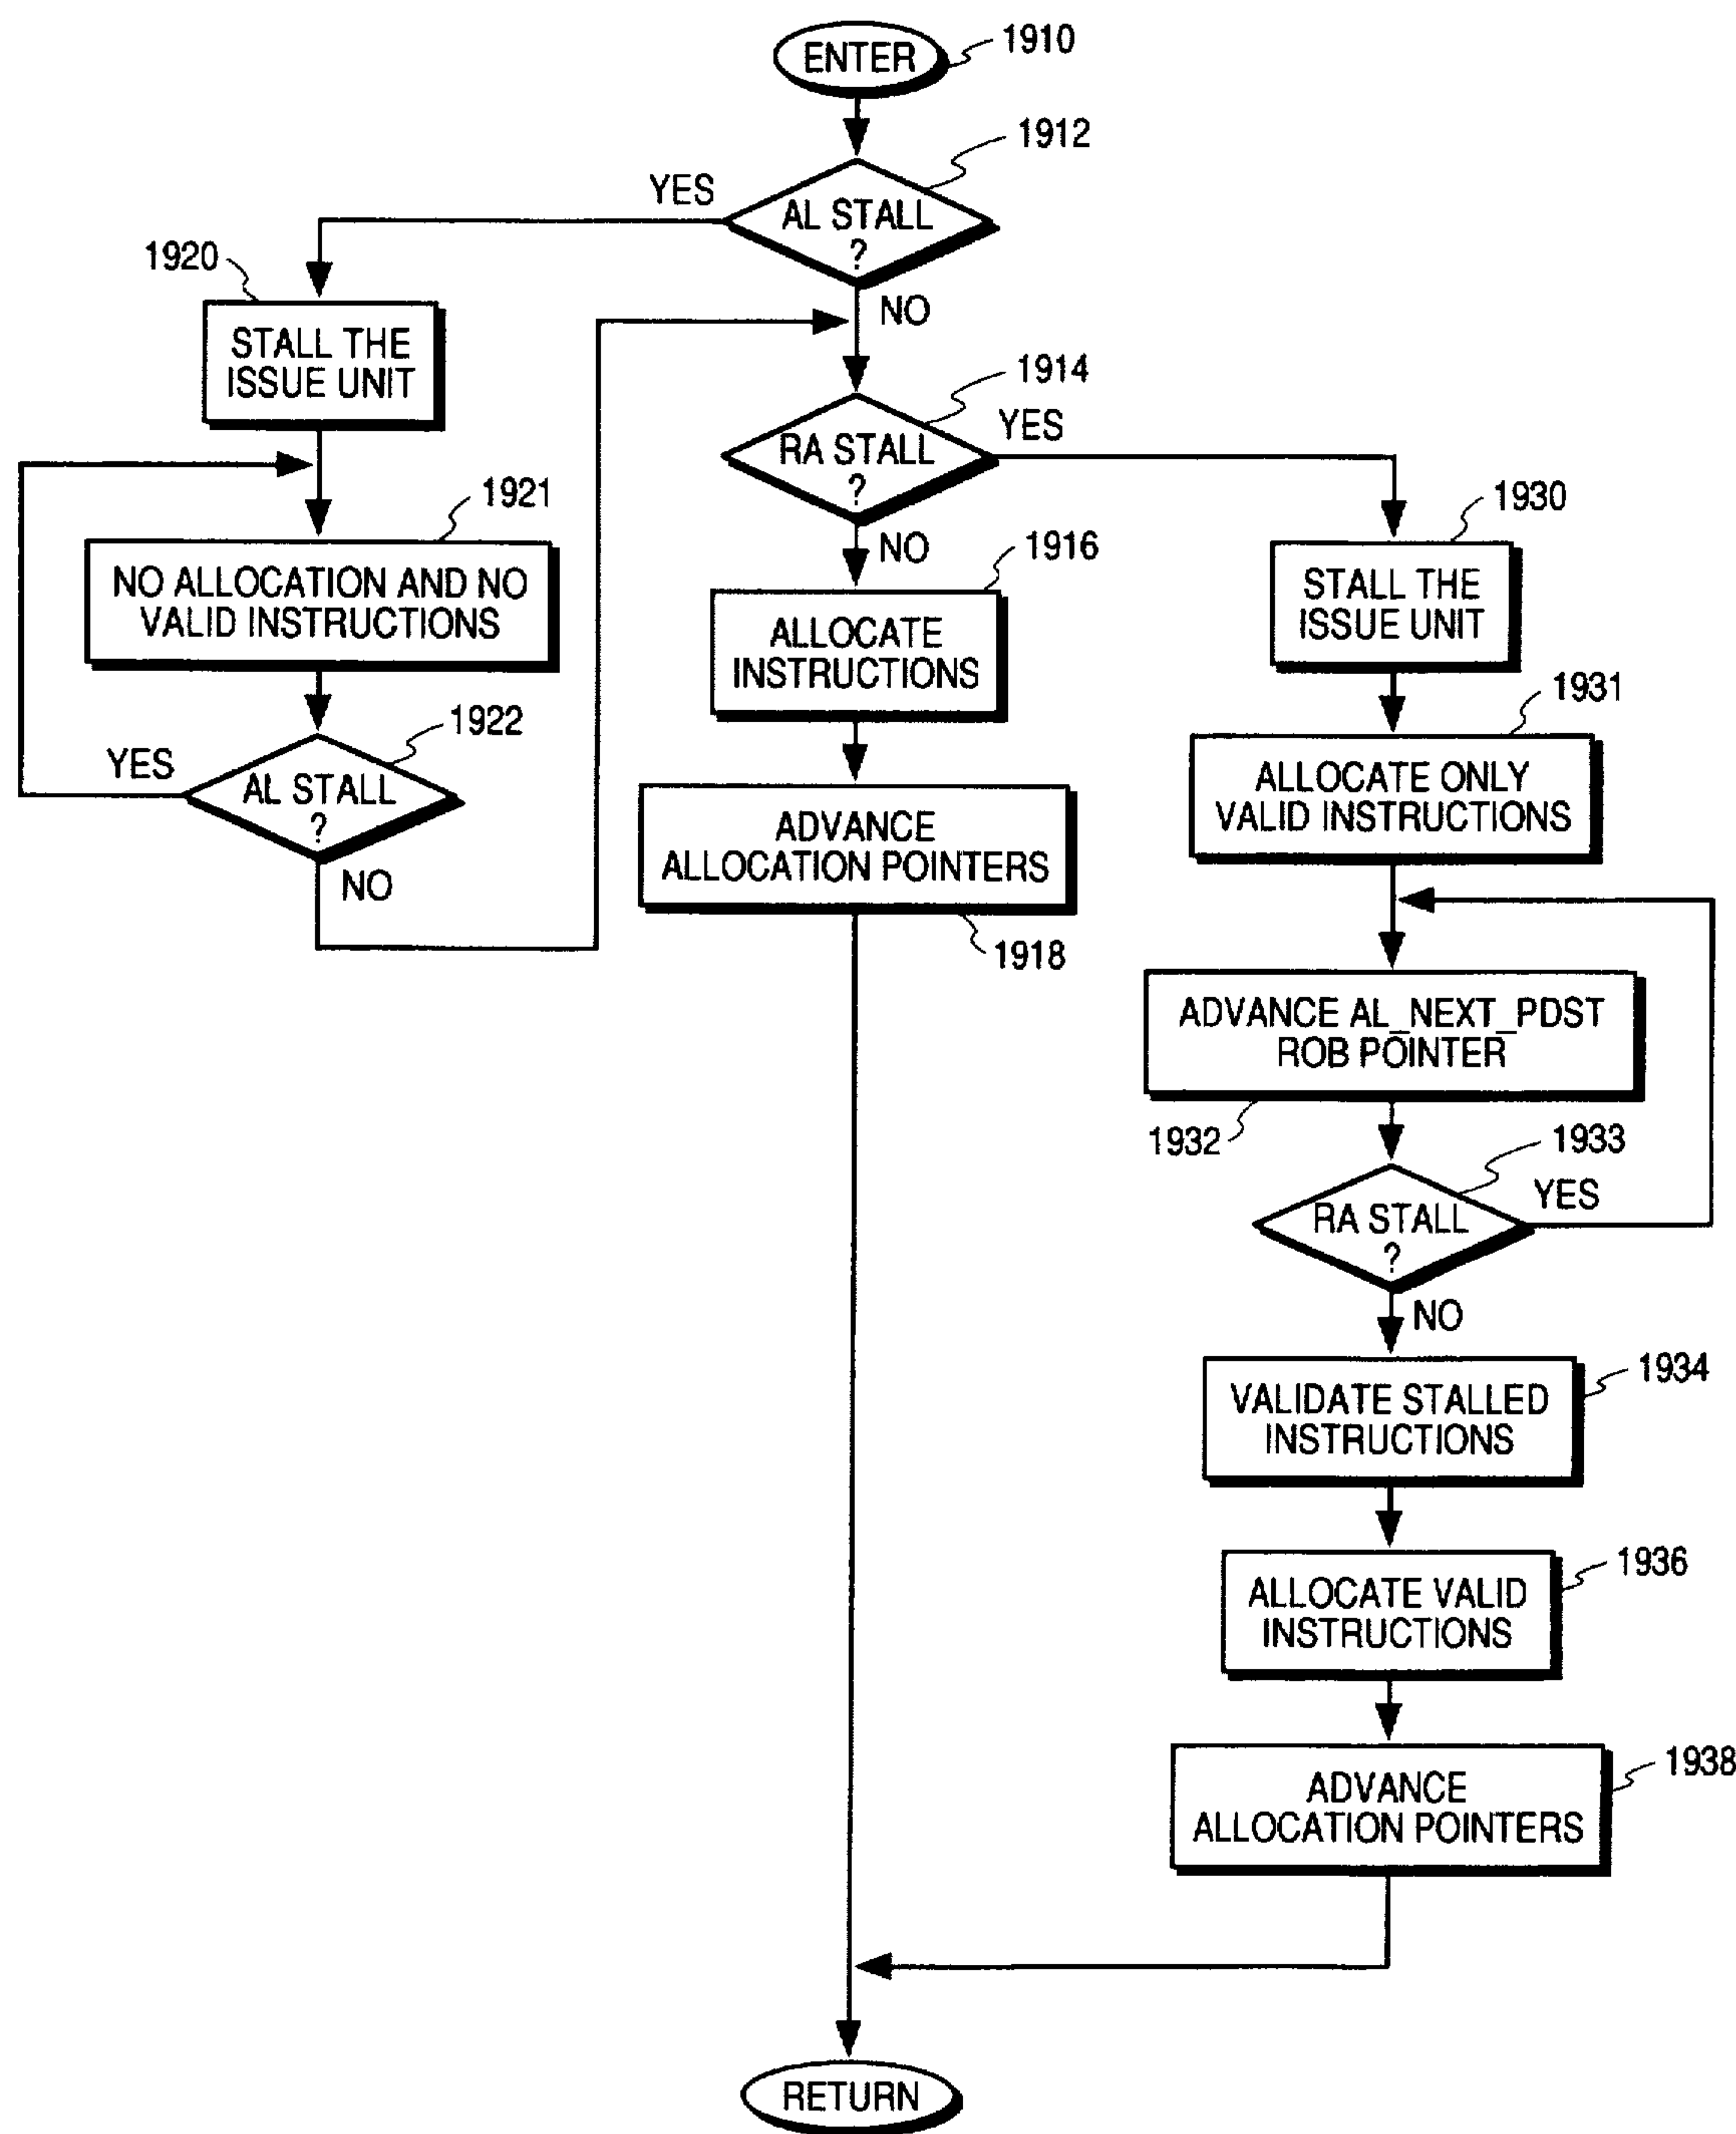 ENTER
1910
1912
YES
AL STALL
?
1920
NO
STALL THE
ISSUE UNIT
1914
YES
RA STALL
?
1921
1930
NO
1916
NO ALLOCATION AND NO
VALID INSTRUCTIONS
STALL THE
ISSUE UNIT
ALLOCATE
INSTRUCTIONS
1931
1922
YES
AL STALL
?
ALLOCATE ONLY
VALID INSTRUCTIONS
ADVANCE
ALLOCATION POINTERS
NO
1918
ADVANCE AL_NEXT_PDST
ROB POINTER
1932
1933
YES
RA STALL
?
NO
1934
VALIDATE STALLED
INSTRUCTIONS
1936
ALLOCATE VALID
INSTRUCTIONS
1938
ADVANCE
ALLOCATION POINTERS
RETURN